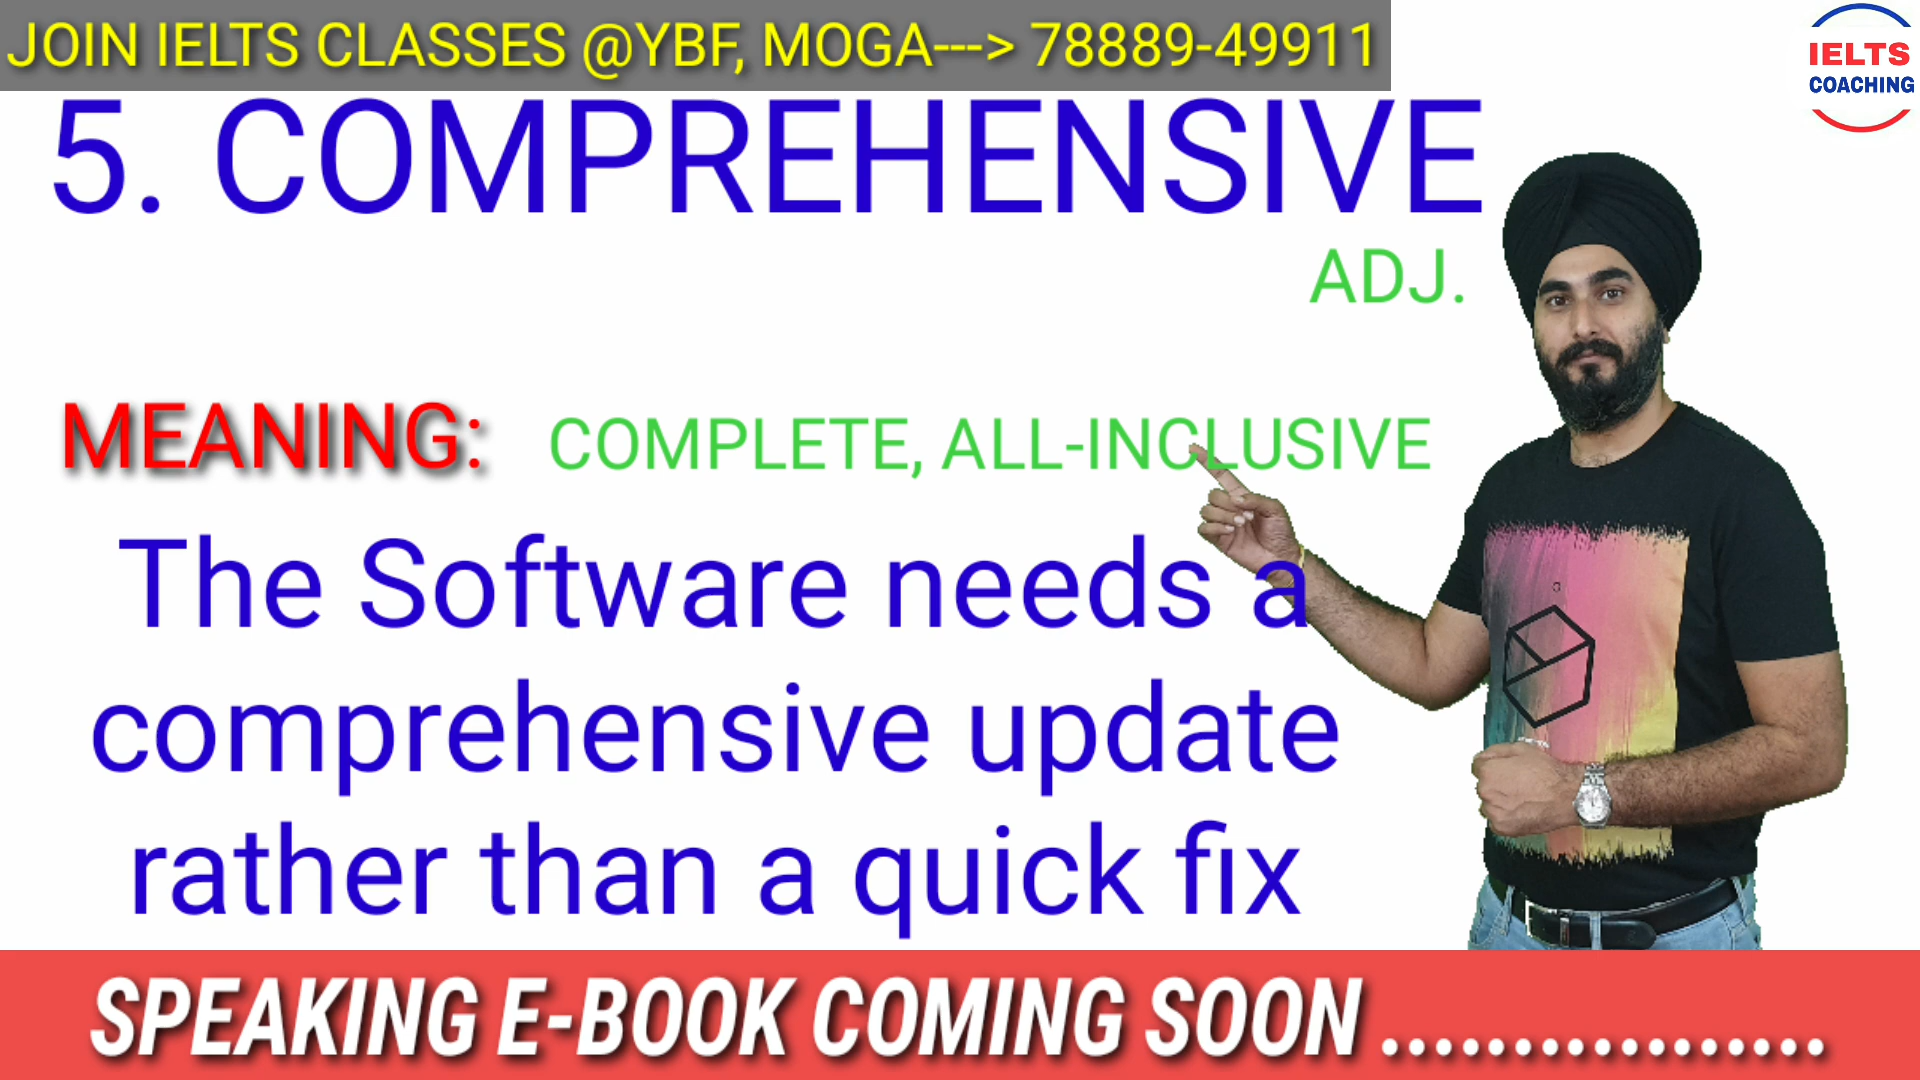 JOIN IELTS CLASSES @YBF, MOGA---> 78889-49911
IELTS
COACHING
5. COMPREHENSIVE
ADJ.
MEANING: COMPLETE, ALL-INCLUSIVE
The Software needs a
comprehensive update
rather than a quick fix
SPEAKING E-BOOK COMING SOON .................